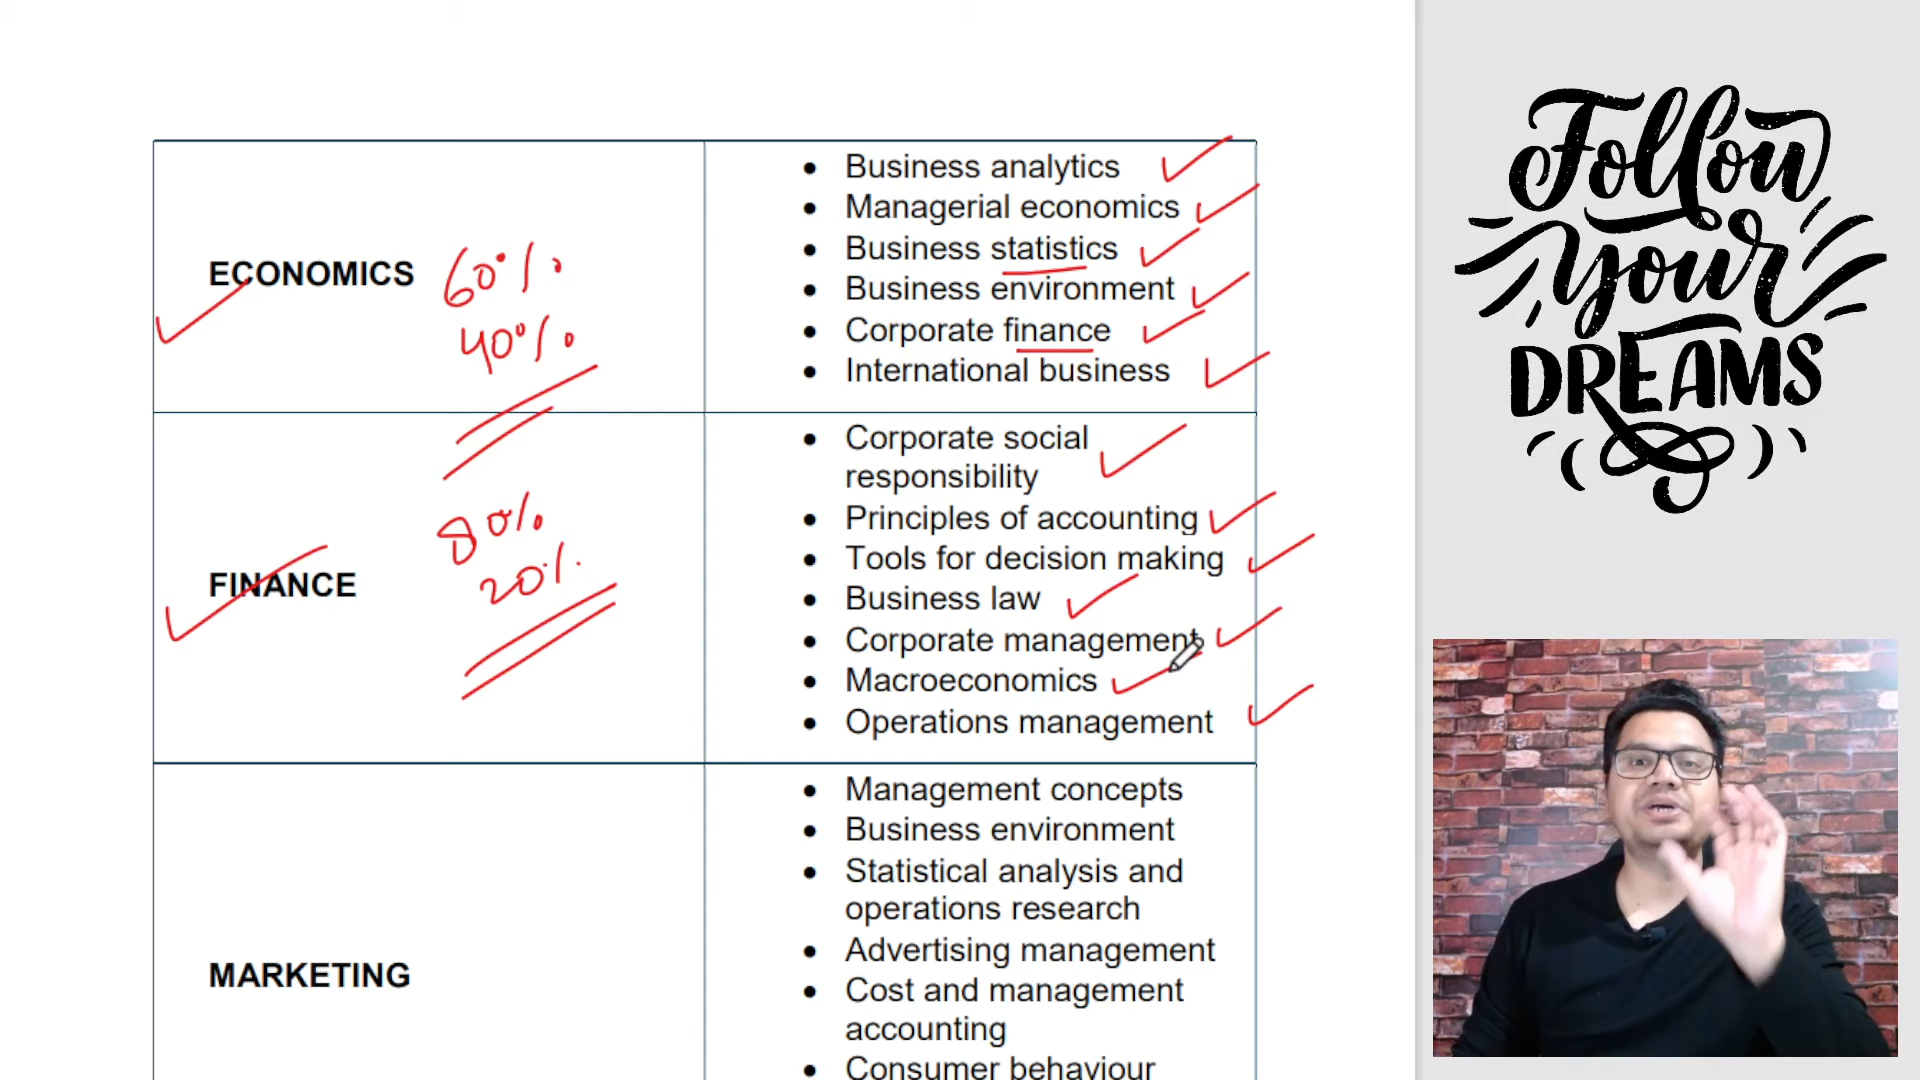 ECONOMICS
60%
40%
Business analytics
Managerial economics
Business statistics
Business environment
Corporate finance
International business
FINANCE
80%
20%
Corporate social
responsibility
Principles of accounting
Tools for decision making
Business law
Corporate management
Macroeconomics
Operations management
MARKETING
Management concepts
Business environment
Statistical analysis and
operations research
Advertising management
Cost and management
accounting
Consumer behaviour
Follow
Your
DREAMS